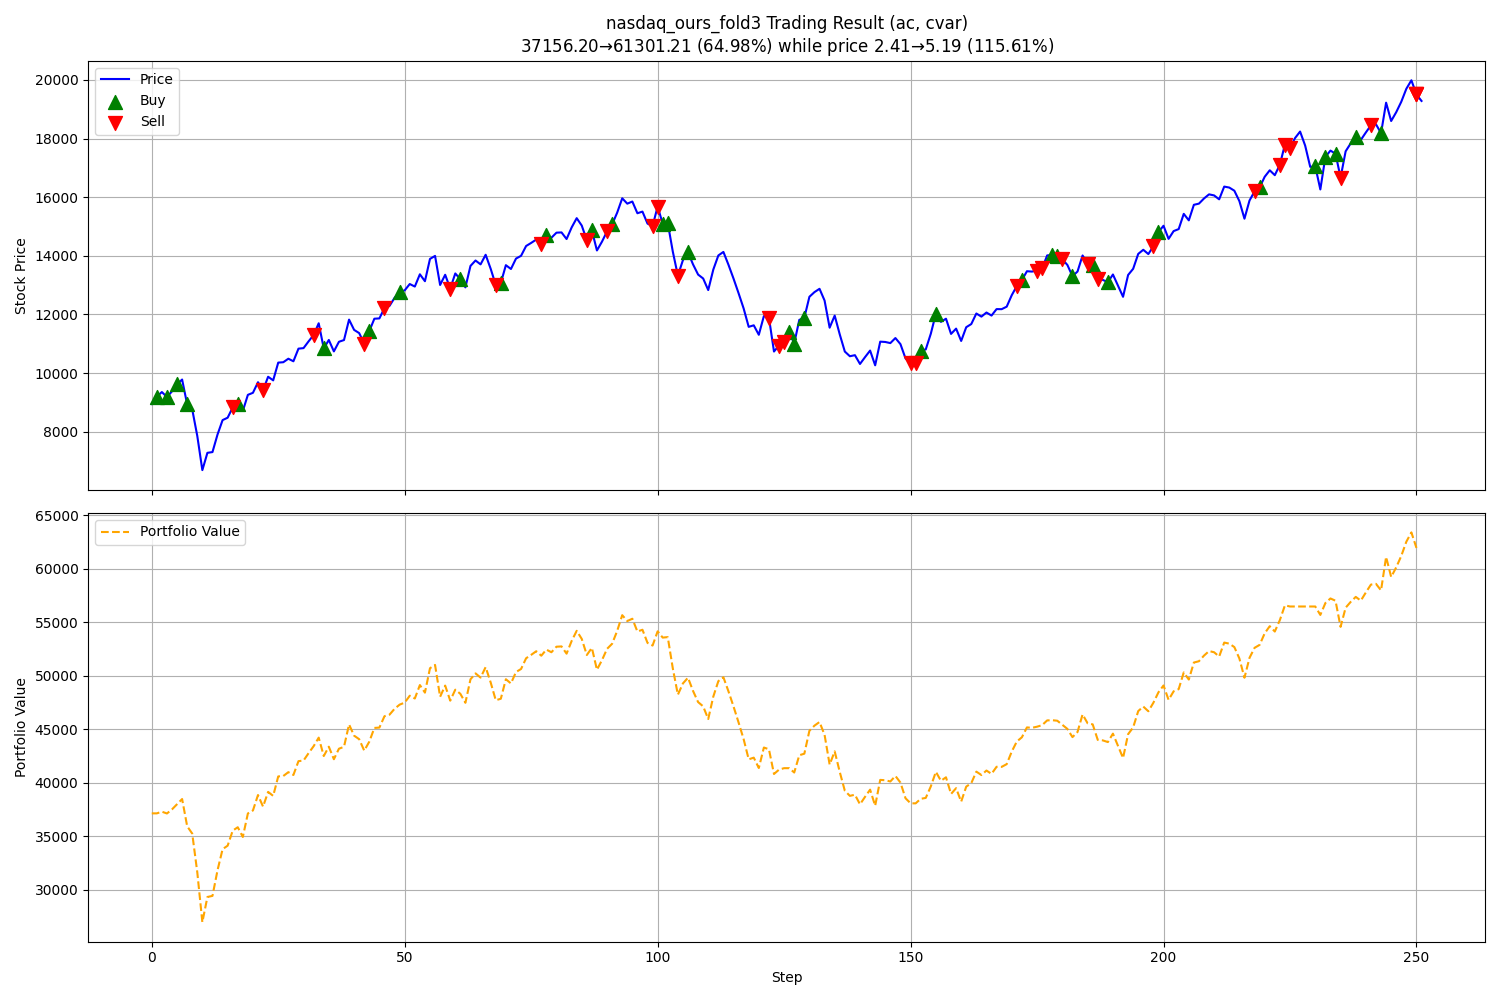 nasdaq_ours_fold3 Trading Result (ac, cvar)
37156.20→61301.21 (64.98%) while price 2.41→5.19 (115.61%)
Price
Buy
Sell
Stock Price
20000
18000
16000
14000
12000
10000
8000
Portfolio Value
Portfolio Value
65000
60000
55000
50000
45000
40000
35000
30000
0 50 100 150 200 250
Step